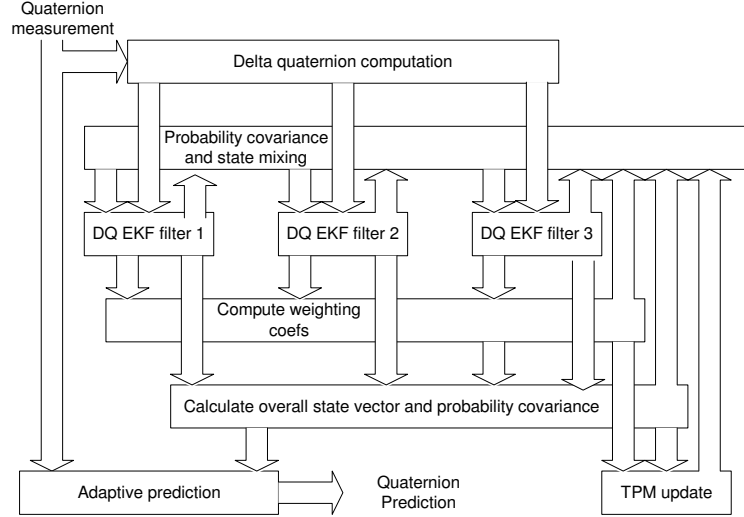 Quaternion
measurement
Delta quaternion computation
Probability covariance
and state mixing
DQ EKF filter 1
DQ EKF filter 2
DQ EKF filter 3
Compute weighting
coefs
Calculate overall state vector and probability covariance
Adaptive prediction
Quaternion
Prediction
TPM update